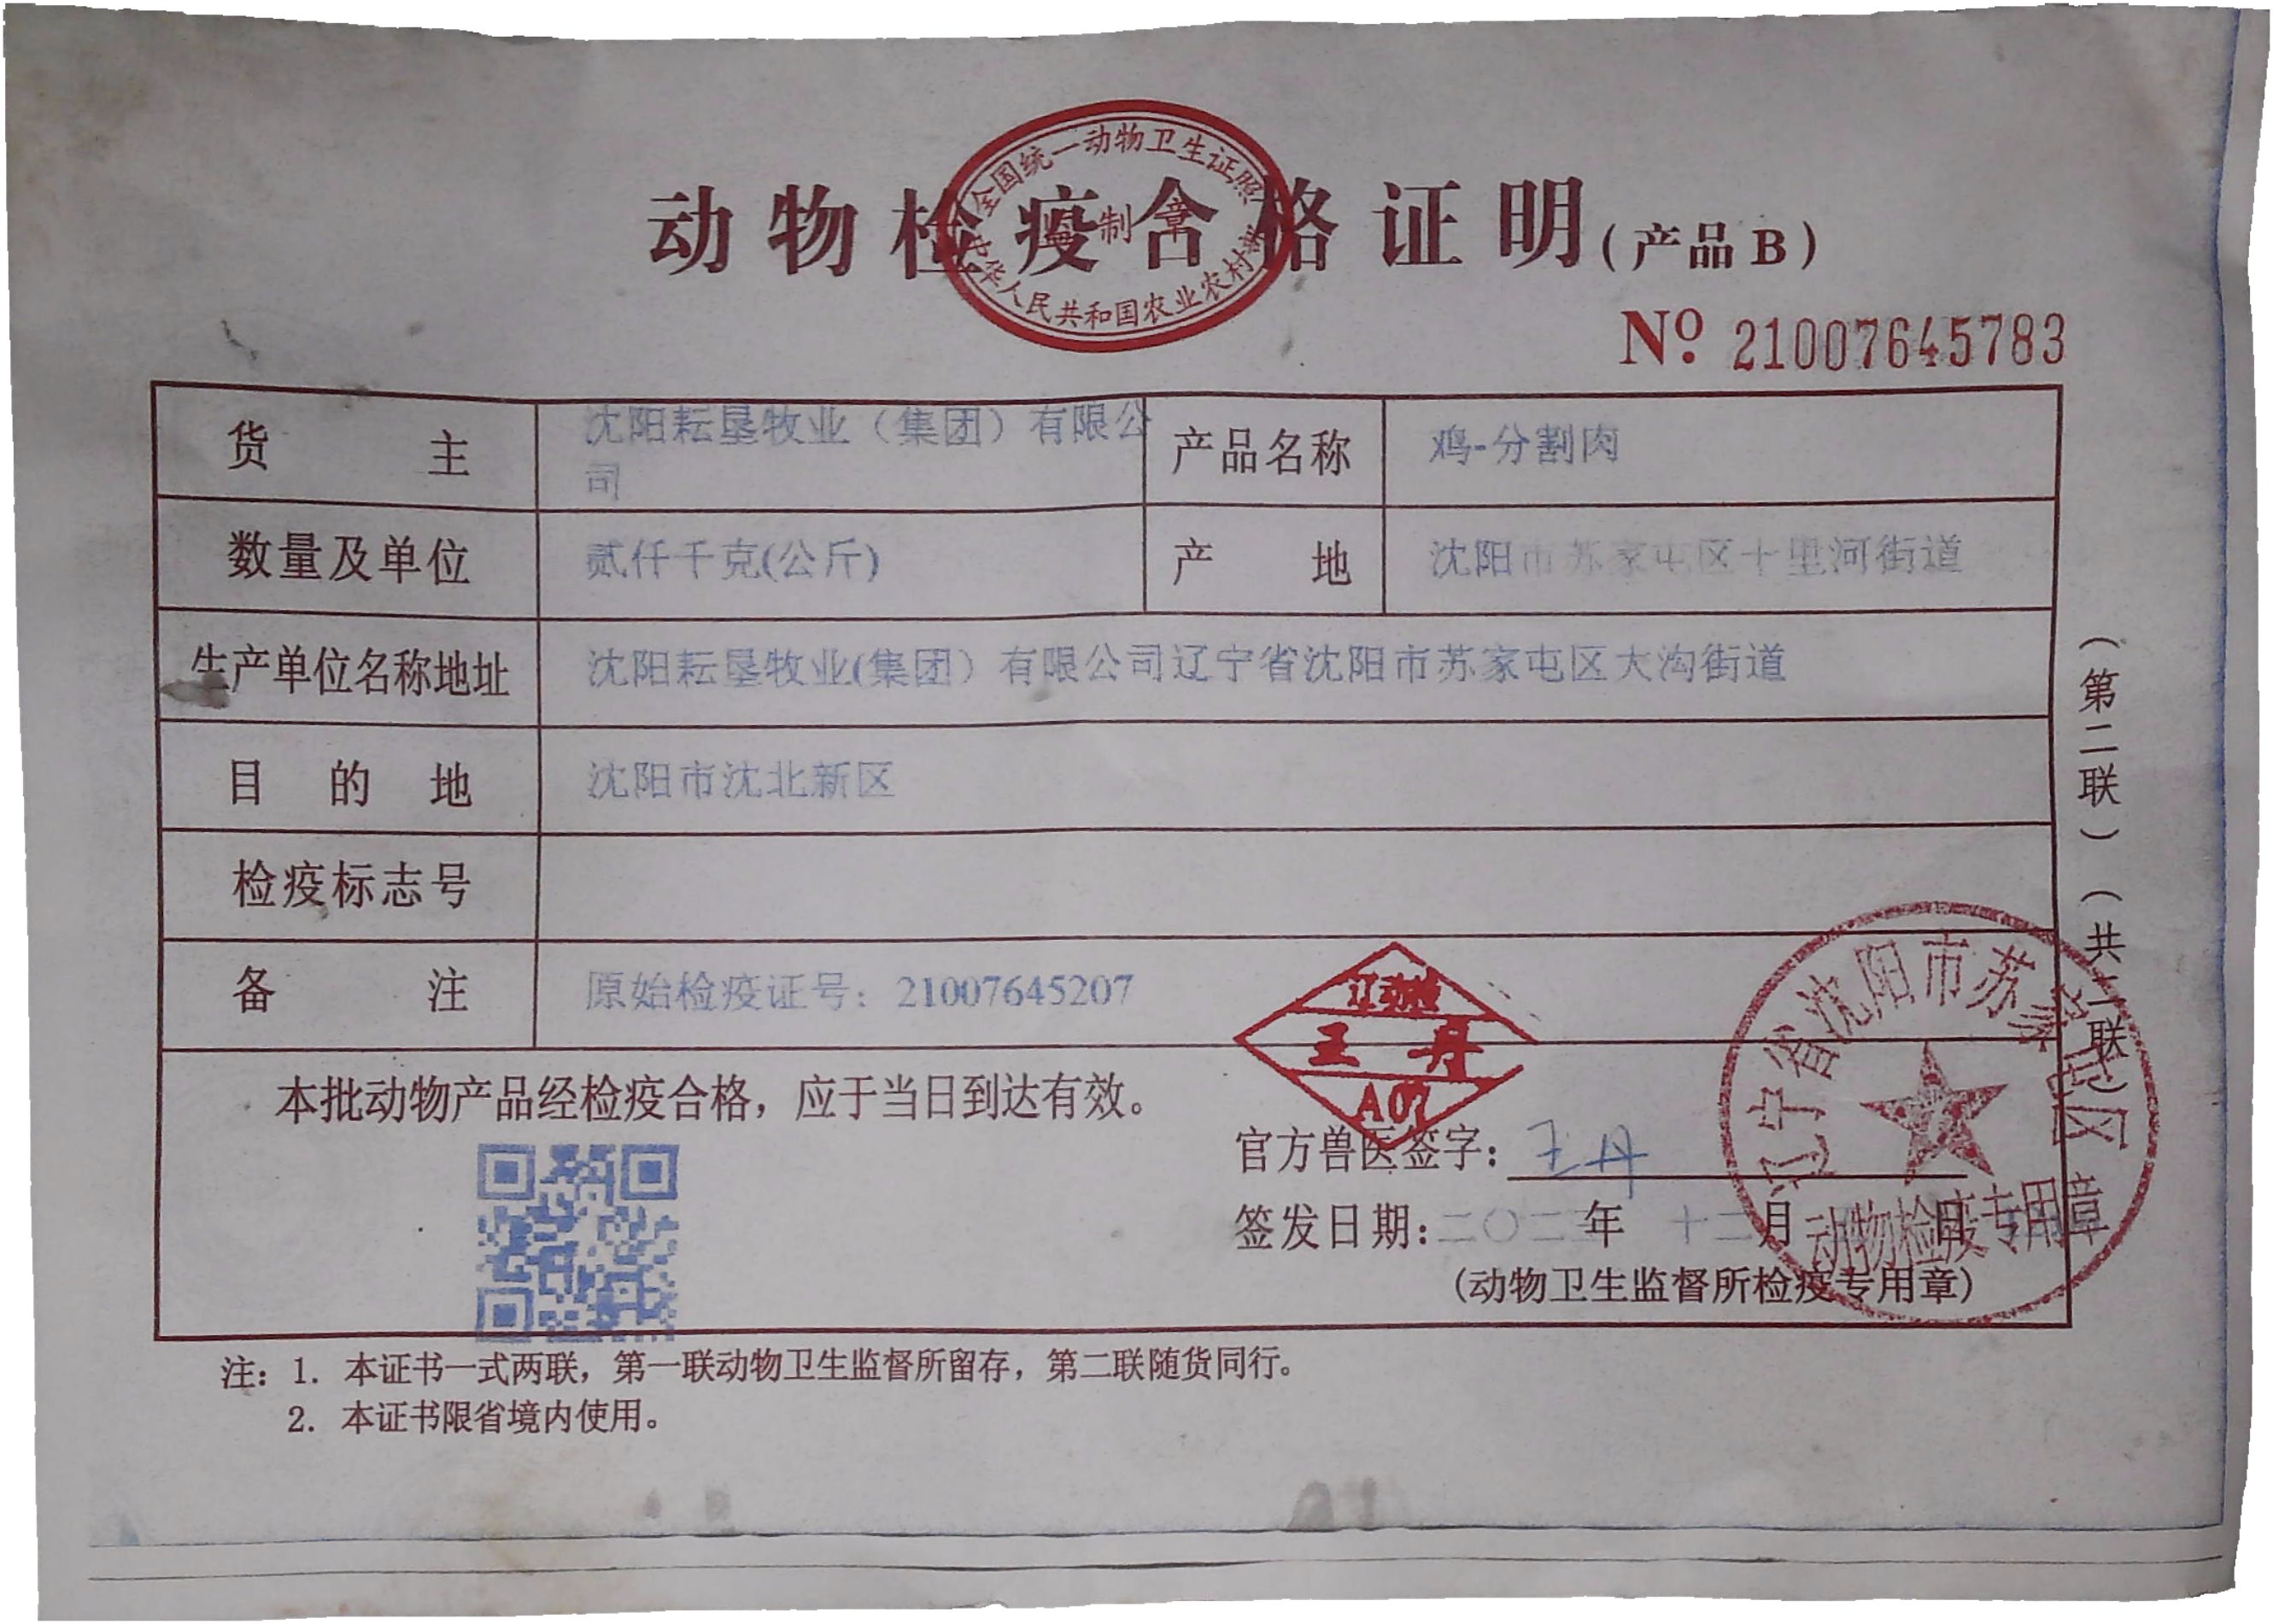 动物检疫合格证明(产品B)
全国统一动物卫生证照
监制章
中华人民共和国农业农村部
№ 21007645783
货主 沈阳耘垦牧业（集团）有限公司 产品名称 鸡-分割肉
数量及单位 贰仟千克(公斤) 产地 沈阳市苏家屯区十里河街道
生产单位名称地址 沈阳耘垦牧业(集团）有限公司辽宁省沈阳市苏家屯区大沟街道
目的地 沈阳市沈北新区
检疫标志号
备注 原始检疫证号：21007645207
本批动物产品经检疫合格，应于当日到达有效。
辽动检
王丹
A07
官方兽医签字：王丹
签发日期：二〇二 年 十二月 日
(动物卫生监督所检疫专用章)
辽宁省沈阳市苏家屯区
动物检疫专用章
（第二联）（共二联）
注：1. 本证书一式两联，第一联动物卫生监督所留存，第二联随货同行。
2. 本证书限省境内使用。